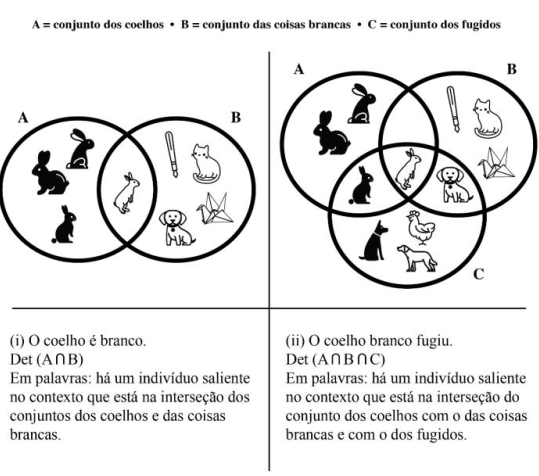 A = conjunto dos coelhos • B = conjunto das coisas brancas • C = conjunto dos fugidos
A
B
A
B
C
(i) O coelho é branco.
Det (A∩B)
Em palavras: há um indivíduo saliente
no contexto que está na interseção dos
conjuntos dos coelhos e das coisas
brancas.
(ii) O coelho branco fugiu.
Det (A∩B∩C)
Em palavras: há um indivíduo saliente
no contexto que está na interseção do
conjunto dos coelhos com o das coisas
brancas e com o dos fugidos.